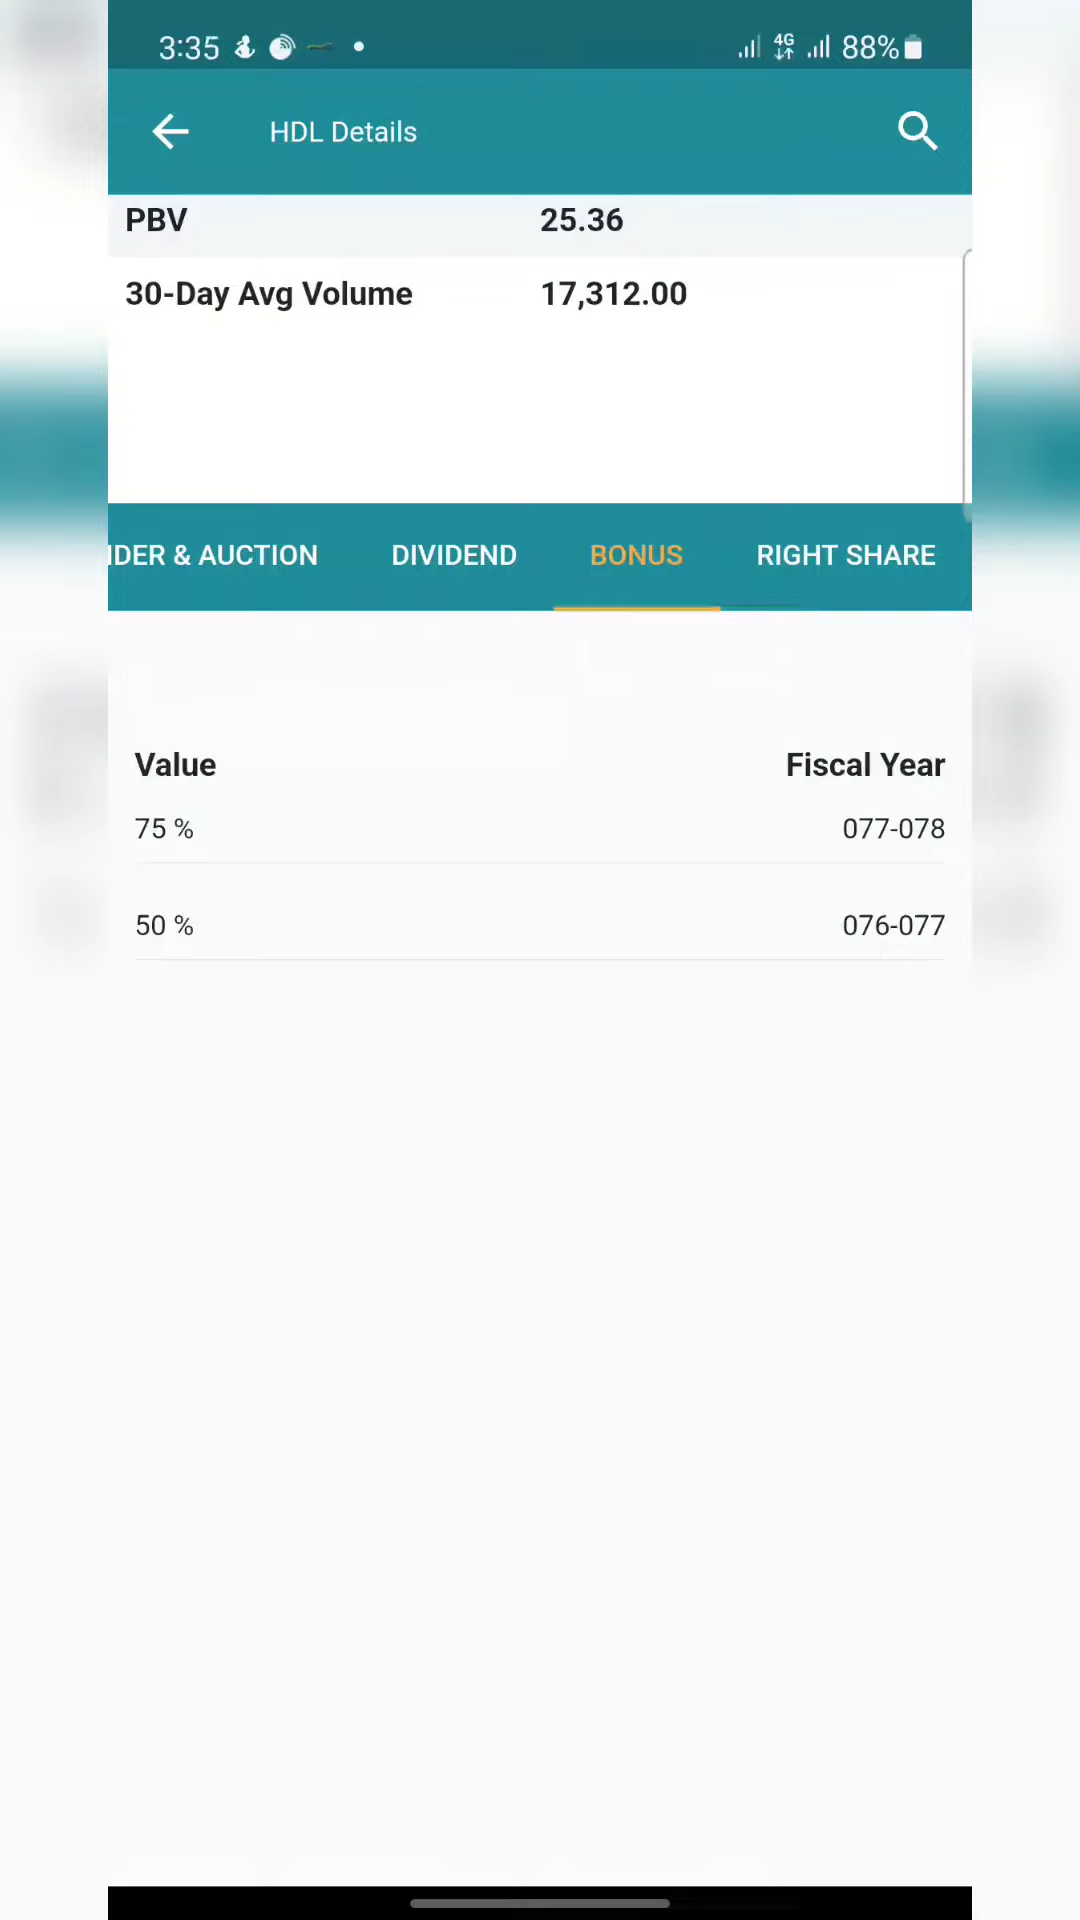 3:35 4G 88%
HDL Details
PBV 25.36
30-Day Avg Volume 17,312.00
IDER & AUCTION DIVIDEND BONUS RIGHT SHARE
Value Fiscal Year
75 % 077-078
50 % 076-077